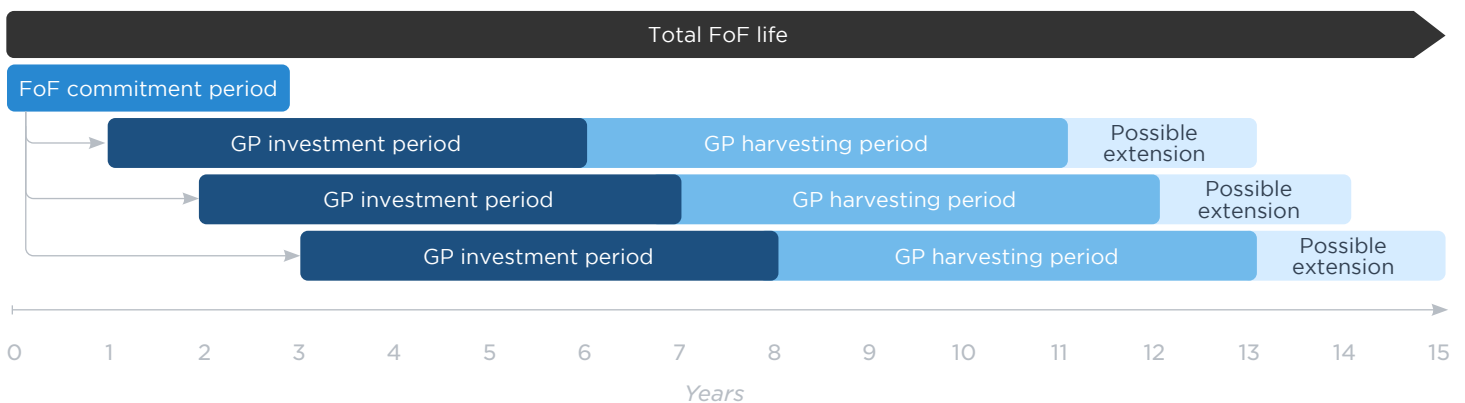 Total FoF life
FoF commitment period
GP investment period
GP harvesting period
Possible
extension
GP investment period
GP harvesting period
Possible
extension
GP investment period
GP harvesting period
Possible
extension
0 1 2 3 4 5 6 7 8 9 10 11 12 13 14 15
Years